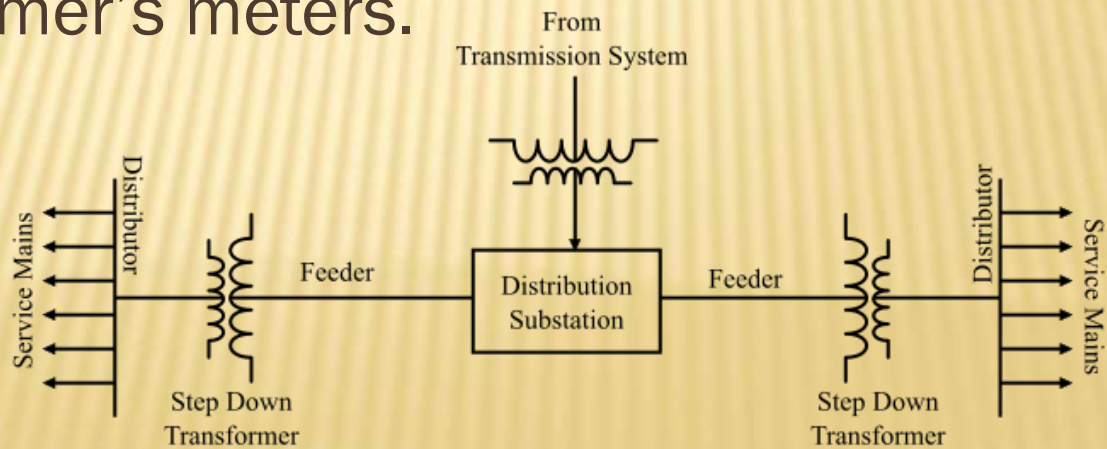 mer's meters.
From
Transmission System
Distributor
Service Mains
Feeder
Distribution
Substation
Feeder
Distributor
Service Mains
Step Down
Transformer
Step Down
Transformer